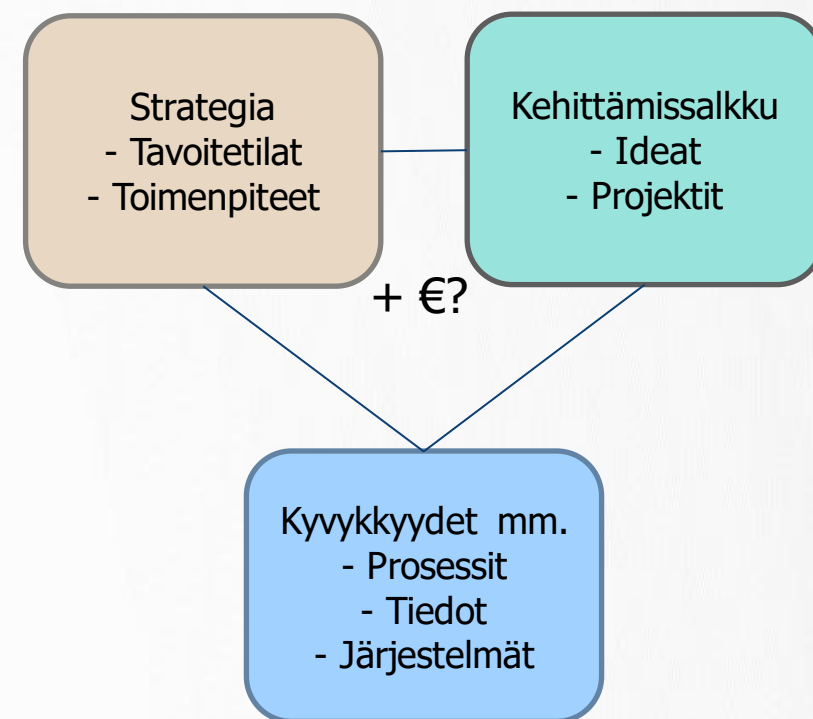 Strategia
- Tavoitetilat
- Toimenpiteet
Kehittämissalkku
- Ideat
- Projektit
+ €?
Kyvykkyydet mm.
- Prosessit
- Tiedot
- Järjestelmät